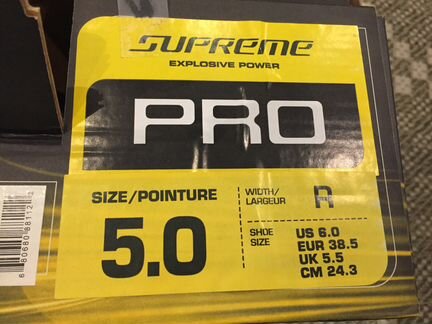 SUPREME
EXPLOSIVE POWER
PRO
SIZE/POINTURE
5.0
WIDTH/
LARGEUR
SHOE
SIZE
US 6.0
EUR 38.5
UK 5.5
CM 24.3